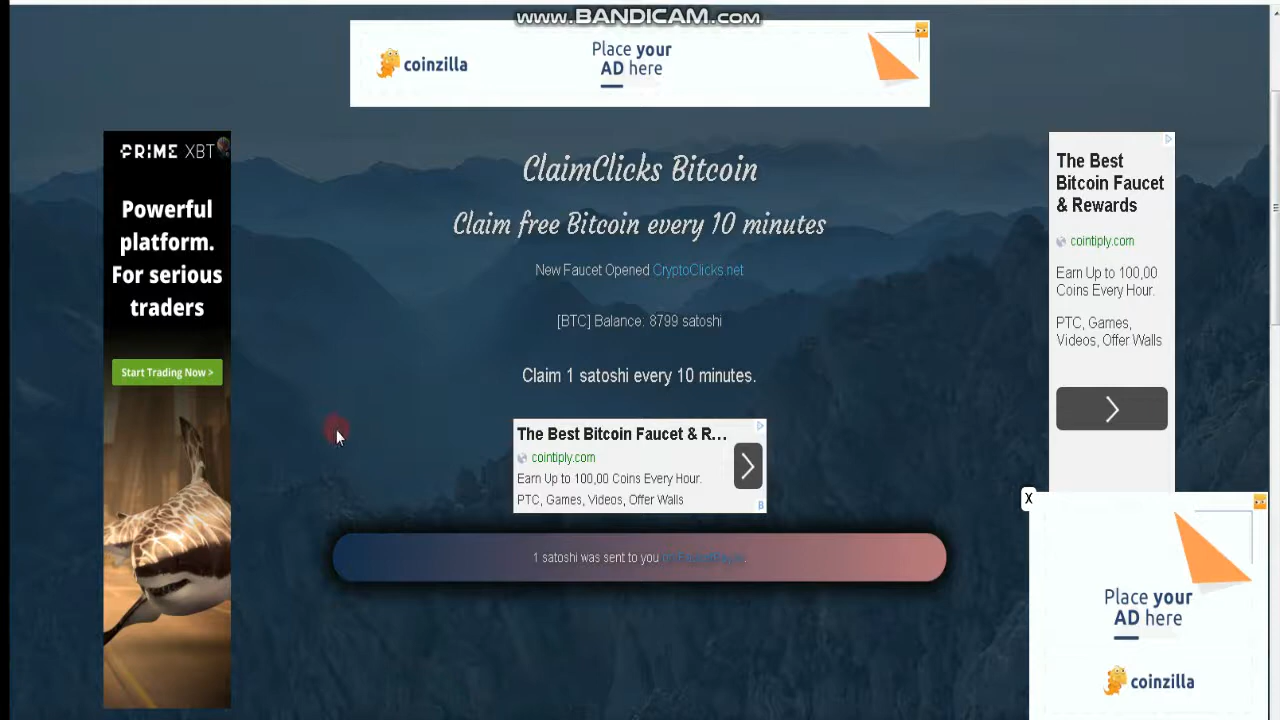 www.BANDICAM.com
coinzilla
Place your
AD here
PRIME XBT
Powerful
platform.
For serious
traders
Start Trading Now >
ClaimClicks Bitcoin
Claim free Bitcoin every 10 minutes
New Faucet Opened CryptoClicks.net
[BTC] Balance: 8799 satoshi
Claim 1 satoshi every 10 minutes.
The Best Bitcoin Faucet & R...
cointiply.com
Earn Up to 100,00 Coins Every Hour.
PTC, Games, Videos, Offer Walls
1 satoshi was sent to you
The Best
Bitcoin Faucet
& Rewards
cointiply.com
Earn Up to 100,00
Coins Every Hour.
PTC, Games,
Videos, Offer Walls
X
Place your
AD here
coinzilla